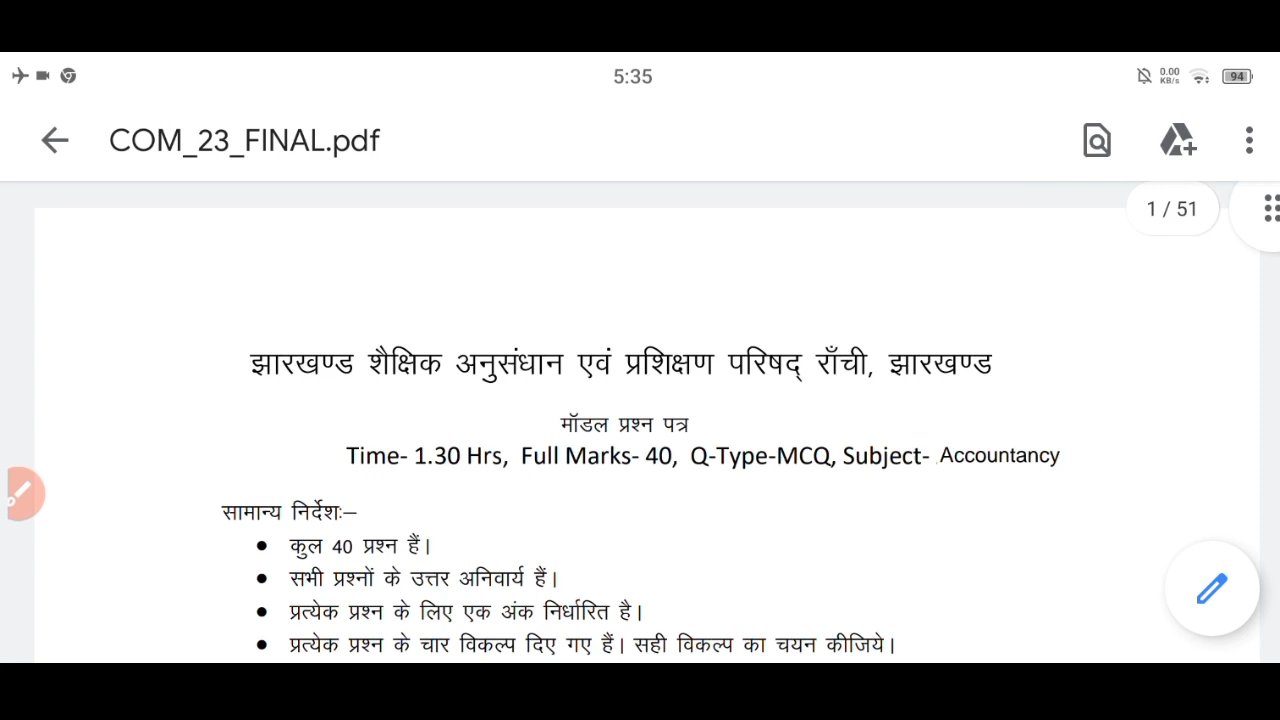 5:35
0.00
KB/s
94
COM_23_FINAL.pdf
1 / 51
झारखण्ड शैक्षिक अनुसंधान एवं प्रशिक्षण परिषद् राँची, झारखण्ड
मॉडल प्रश्न पत्र
Time- 1.30 Hrs, Full Marks- 40, Q-Type-MCQ, Subject- Accountancy
सामान्य निर्देशः–
● कुल 40 प्रश्न हैं।
● सभी प्रश्नों के उत्तर अनिवार्य हैं।
● प्रत्येक प्रश्न के लिए एक अंक निर्धारित है।
● प्रत्येक प्रश्न के चार विकल्प दिए गए हैं। सही विकल्प का चयन कीजिये।